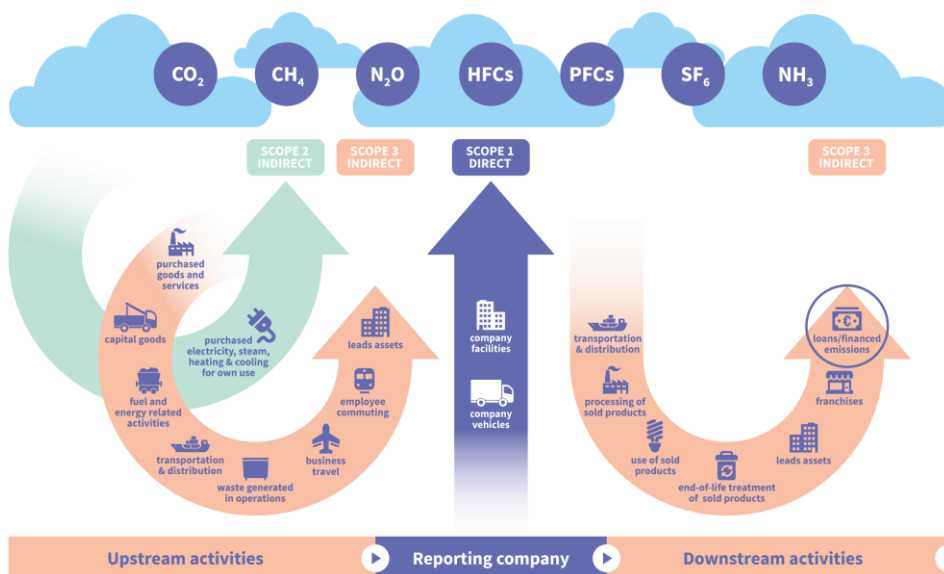 CO₂
CH₄
N₂O
HFCs
PFCs
SF₆
NH₃
SCOPE 2
INDIRECT
SCOPE 3
INDIRECT
SCOPE 1
DIRECT
SCOPE 3
INDIRECT
purchased
goods and
services
capital goods
fuel and
energy related
activities
transportation
& distribution
waste generated
in operations
business
travel
employee
commuting
leads assets
purchased
electricity, steam,
heating & cooling
for own use
company
facilities
company
vehicles
transportation
& distribution
processing of
sold products
use of sold
products
end-of-life treatment
of sold products
leads assets
franchises
€
loans/financed
emissions
Upstream activities
Reporting company
Downstream activities